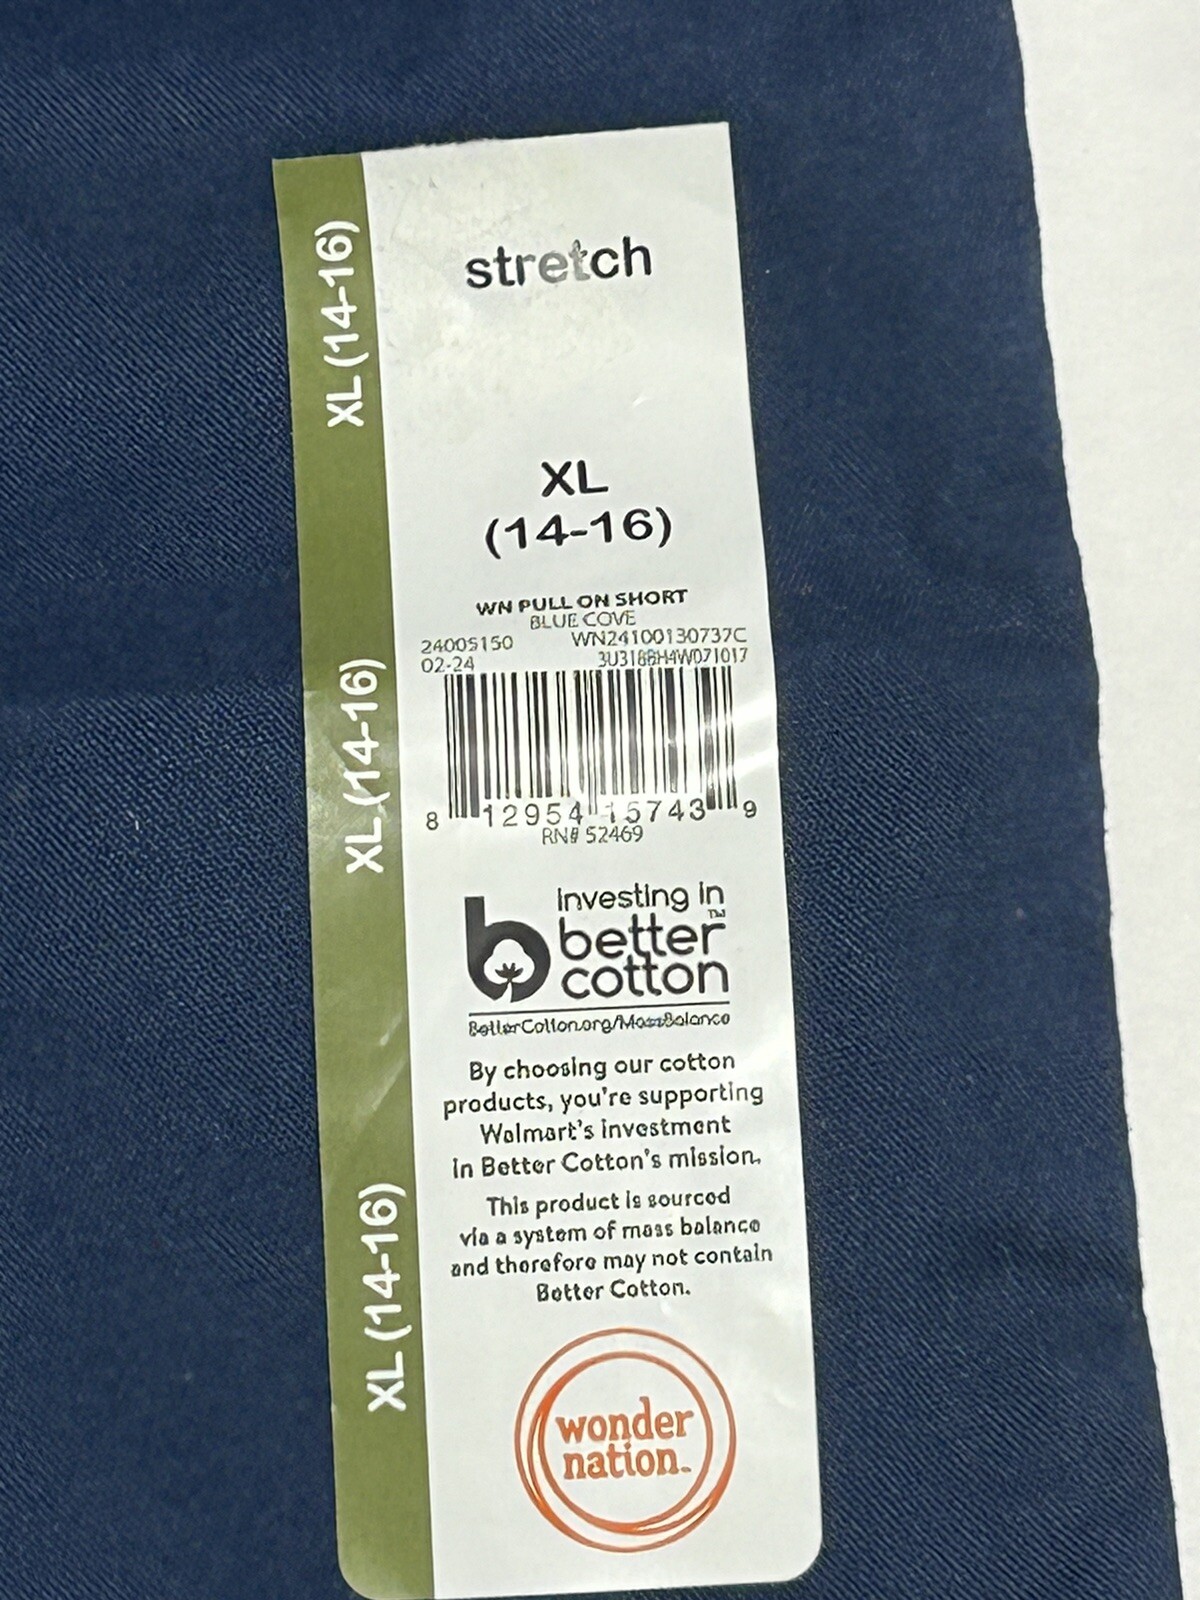 stretch
XL (14-16)
XL
(14-16)
WN PULL ON SHORT
BLUE COVE
24005150 WN24100130737C
02-24 3U318BH4W071017
8 12954 15743 9
RN# 52469
XL (14-16)
investing in
better™
cotton
BetterCotton.org/MassBalance
By choosing our cotton
products, you're supporting
Walmart's investment
in Better Cotton's mission.
This product is sourced
via a system of mass balance
and therefore may not contain
Better Cotton.
XL (14-16)
wonder
nation™